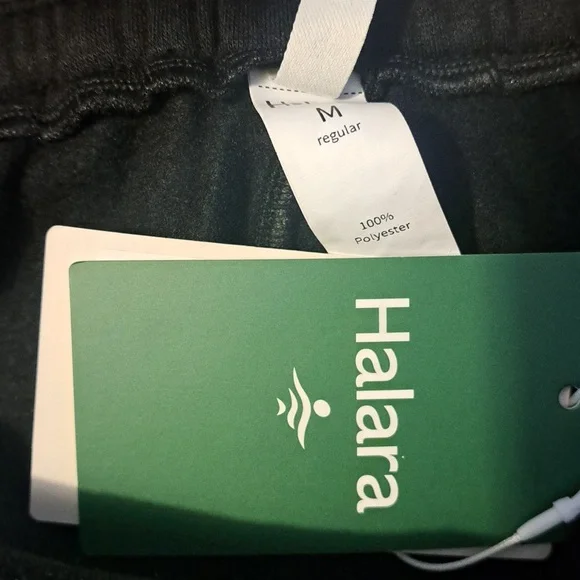 M
regular
100%
Polyester
Halara